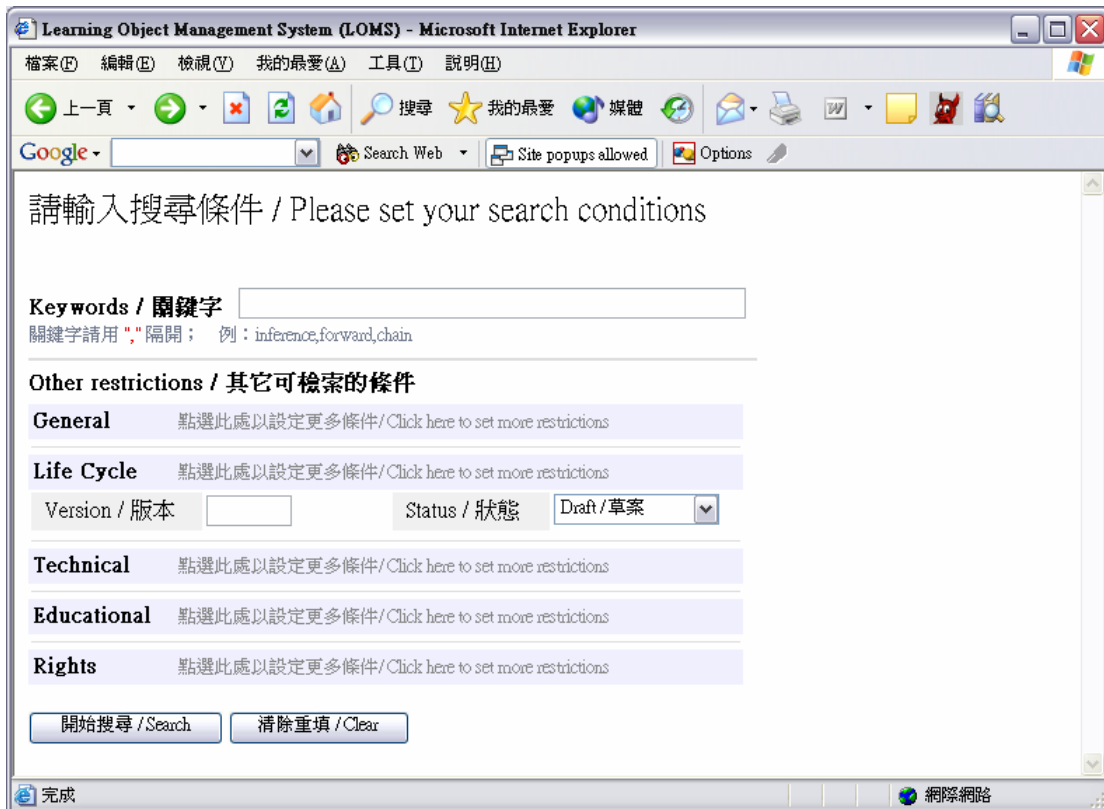 Learning Object Management System (LOMS) - Microsoft Internet Explorer
檔案(F) 編輯(E) 檢視(V) 我的最愛(A) 工具(T) 說明(H)
上一頁 搜尋 我的最愛 媒體 W
Google Search Web Site popups allowed Options
請輸入搜尋條件 / Please set your search conditions
Keywords / 關鍵字
關鍵字請用 "," 隔開； 例：inference,forward,chain
Other restrictions / 其它可檢索的條件
General 點選此處以設定更多條件/Click here to set more restrictions
Life Cycle 點選此處以設定更多條件/Click here to set more restrictions
Version / 版本 Status / 狀態 Draft /草案
Technical 點選此處以設定更多條件/Click here to set more restrictions
Educational 點選此處以設定更多條件/Click here to set more restrictions
Rights 點選此處以設定更多條件/Click here to set more restrictions
開始搜尋 /Search 清除重填 /Clear
完成 網際網路